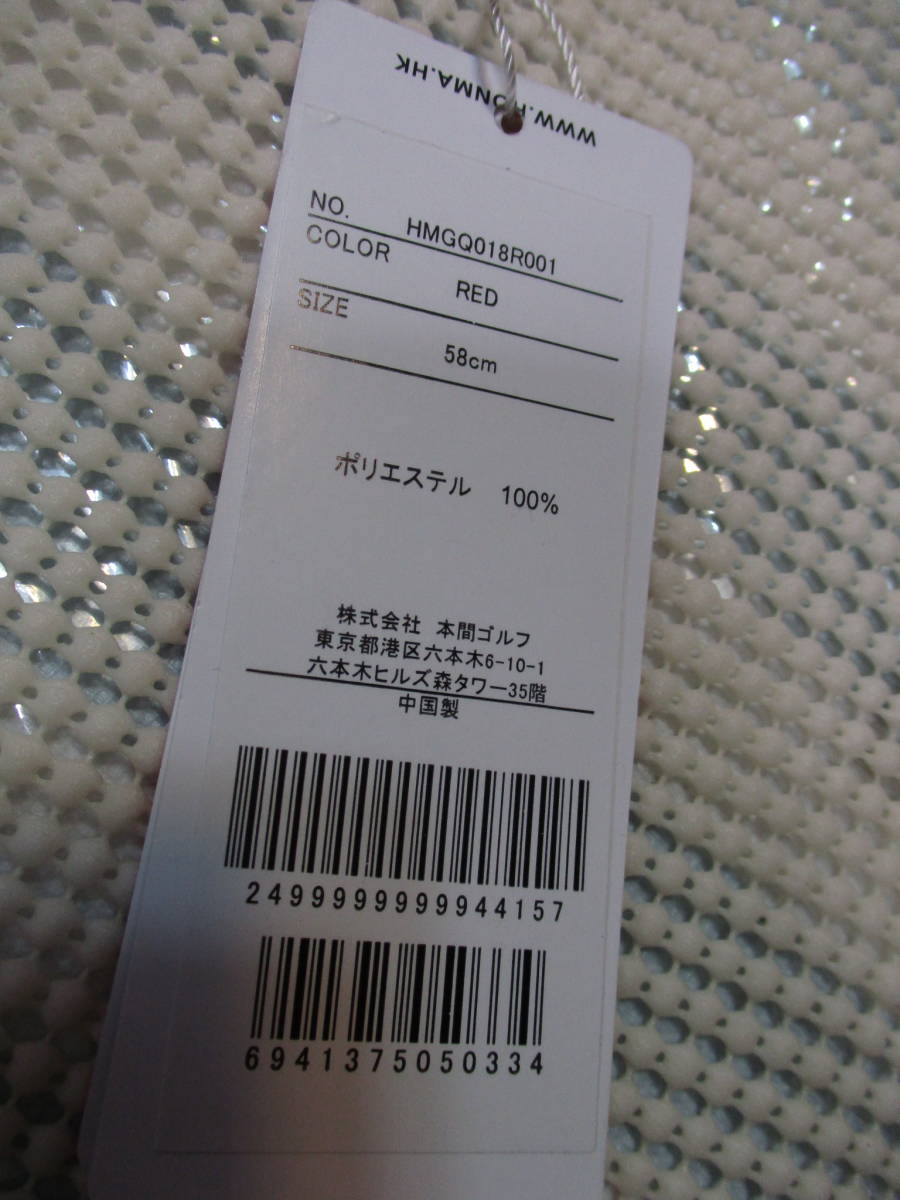 WWW.HONMA.HK
NO. HMGQ018R001
COLOR RED
SIZE 58cm
ポリエステル 100%
株式会社 本間ゴルフ
東京都港区六本木6-10-1
六本木ヒルズ森タワー35階
中国製
2499999999944157
6941375050334